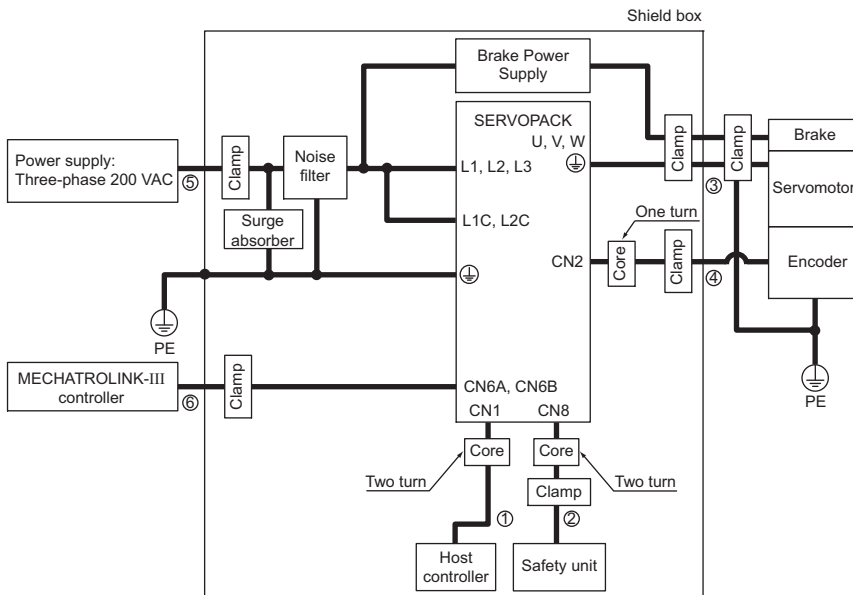 Shield box
Brake Power
Supply
SERVOPACK
U, V, W
Clamp
Clamp
Brake
Power supply:
Three-phase 200 VAC
⑤
Clamp
Noise
filter
L1, L2, L3
③
Servomotor
Surge
absorber
L1C, L2C
One turn
CN2
Core
Clamp
④
Encoder
PE
PE
MECHATROLINK-III
controller
⑥
Clamp
CN6A, CN6B
CN1
CN8
Two turn
Core
Core
Two turn
Clamp
①
②
Host
controller
Safety unit